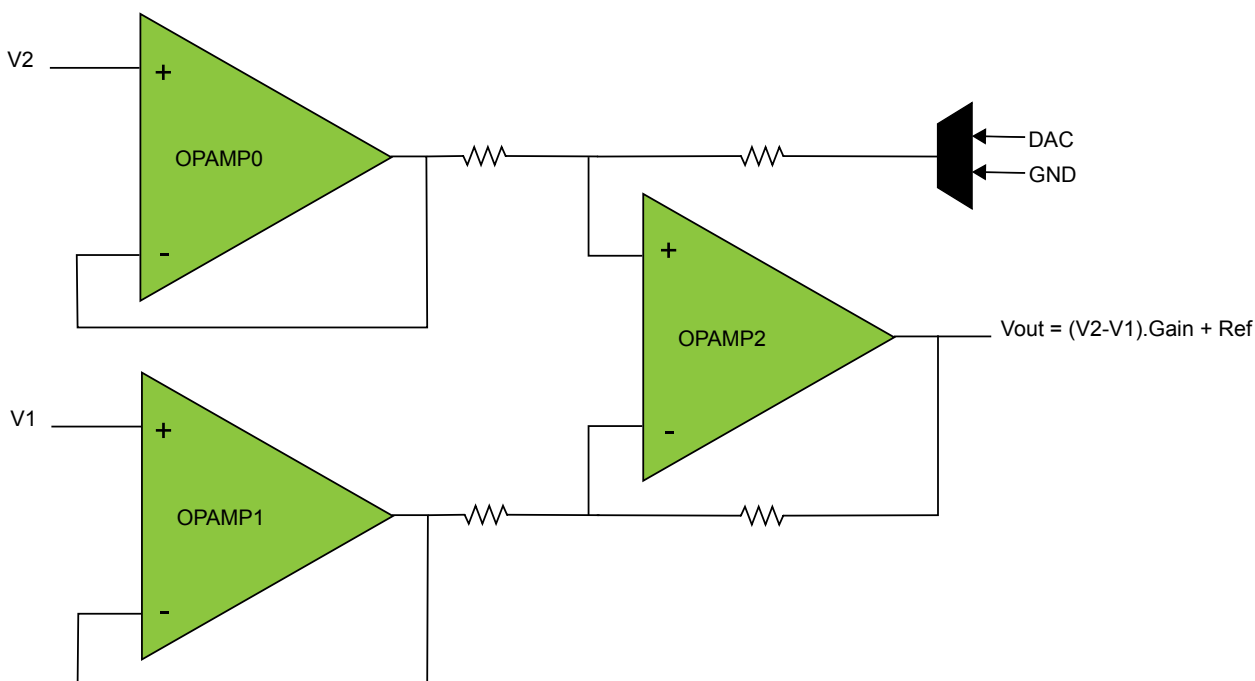 V2
+
OPAMP0
-
DAC
GND
+
OPAMP2
-
Vout = (V2-V1).Gain + Ref
V1
+
OPAMP1
-